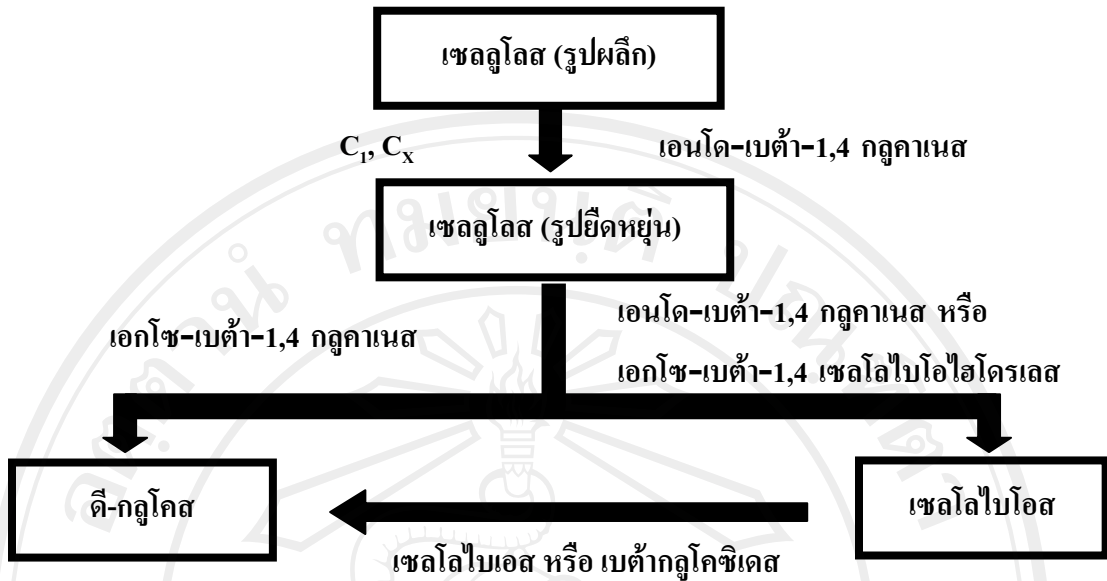 เซลลูโลส (รูปผลึก)
C₁, Cₓ
เอนโด-เบต้า-1,4 กลูคาเนส
เซลลูโลส (รูปยืดหยุ่น)
เอกโซ-เบต้า-1,4 กลูคาเนส
เอนโด-เบต้า-1,4 กลูคาเนส หรือ
เอกโซ-เบต้า-1,4 เซลโลไบโอไฮโดรเลส
ดี-กลูโคส
เซลโลไบโอส
เซลโลไบเอส หรือ เบต้ากลูโคซิเดส